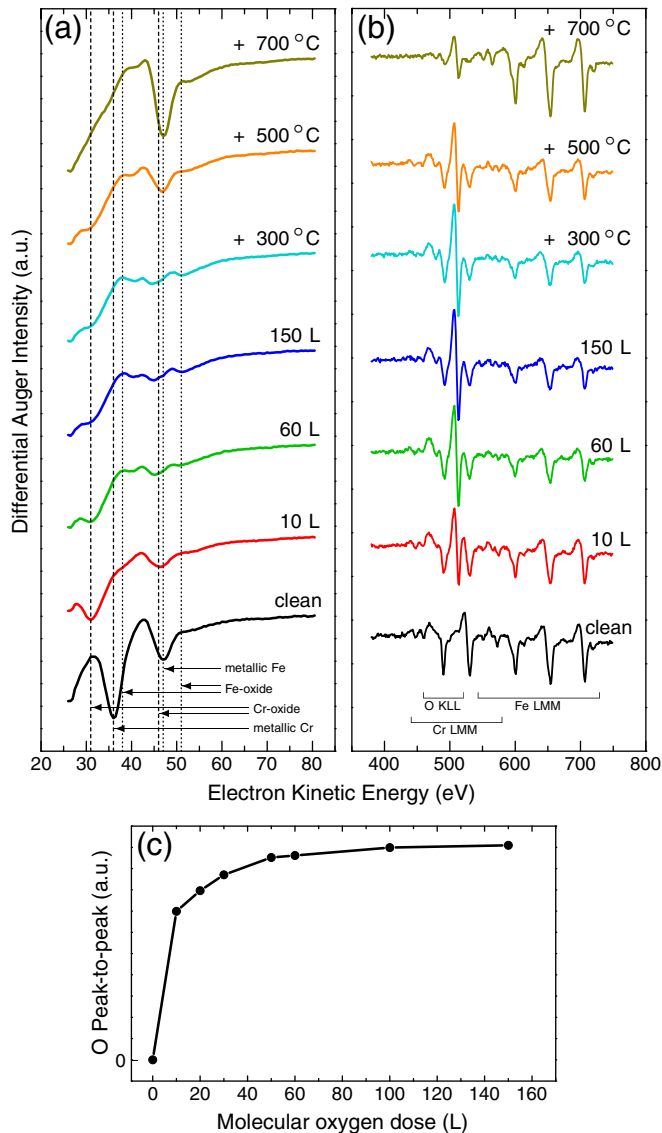 (a)
+ 700 °C
+ 500 °C
+ 300 °C
150 L
60 L
10 L
clean
metallic Fe
Fe-oxide
Cr-oxide
metallic Cr
Differential Auger Intensity (a.u.)
20 30 40 50 60 70 80
(b)
+ 700 °C
+ 500 °C
+ 300 °C
150 L
60 L
10 L
clean
O KLL
Fe LMM
Cr LMM
400 500 600 700 800
Electron Kinetic Energy (eV)
(c)
O Peak-to-peak (a.u.)
0
0 20 40 60 80 100 120 140 160
Molecular oxygen dose (L)